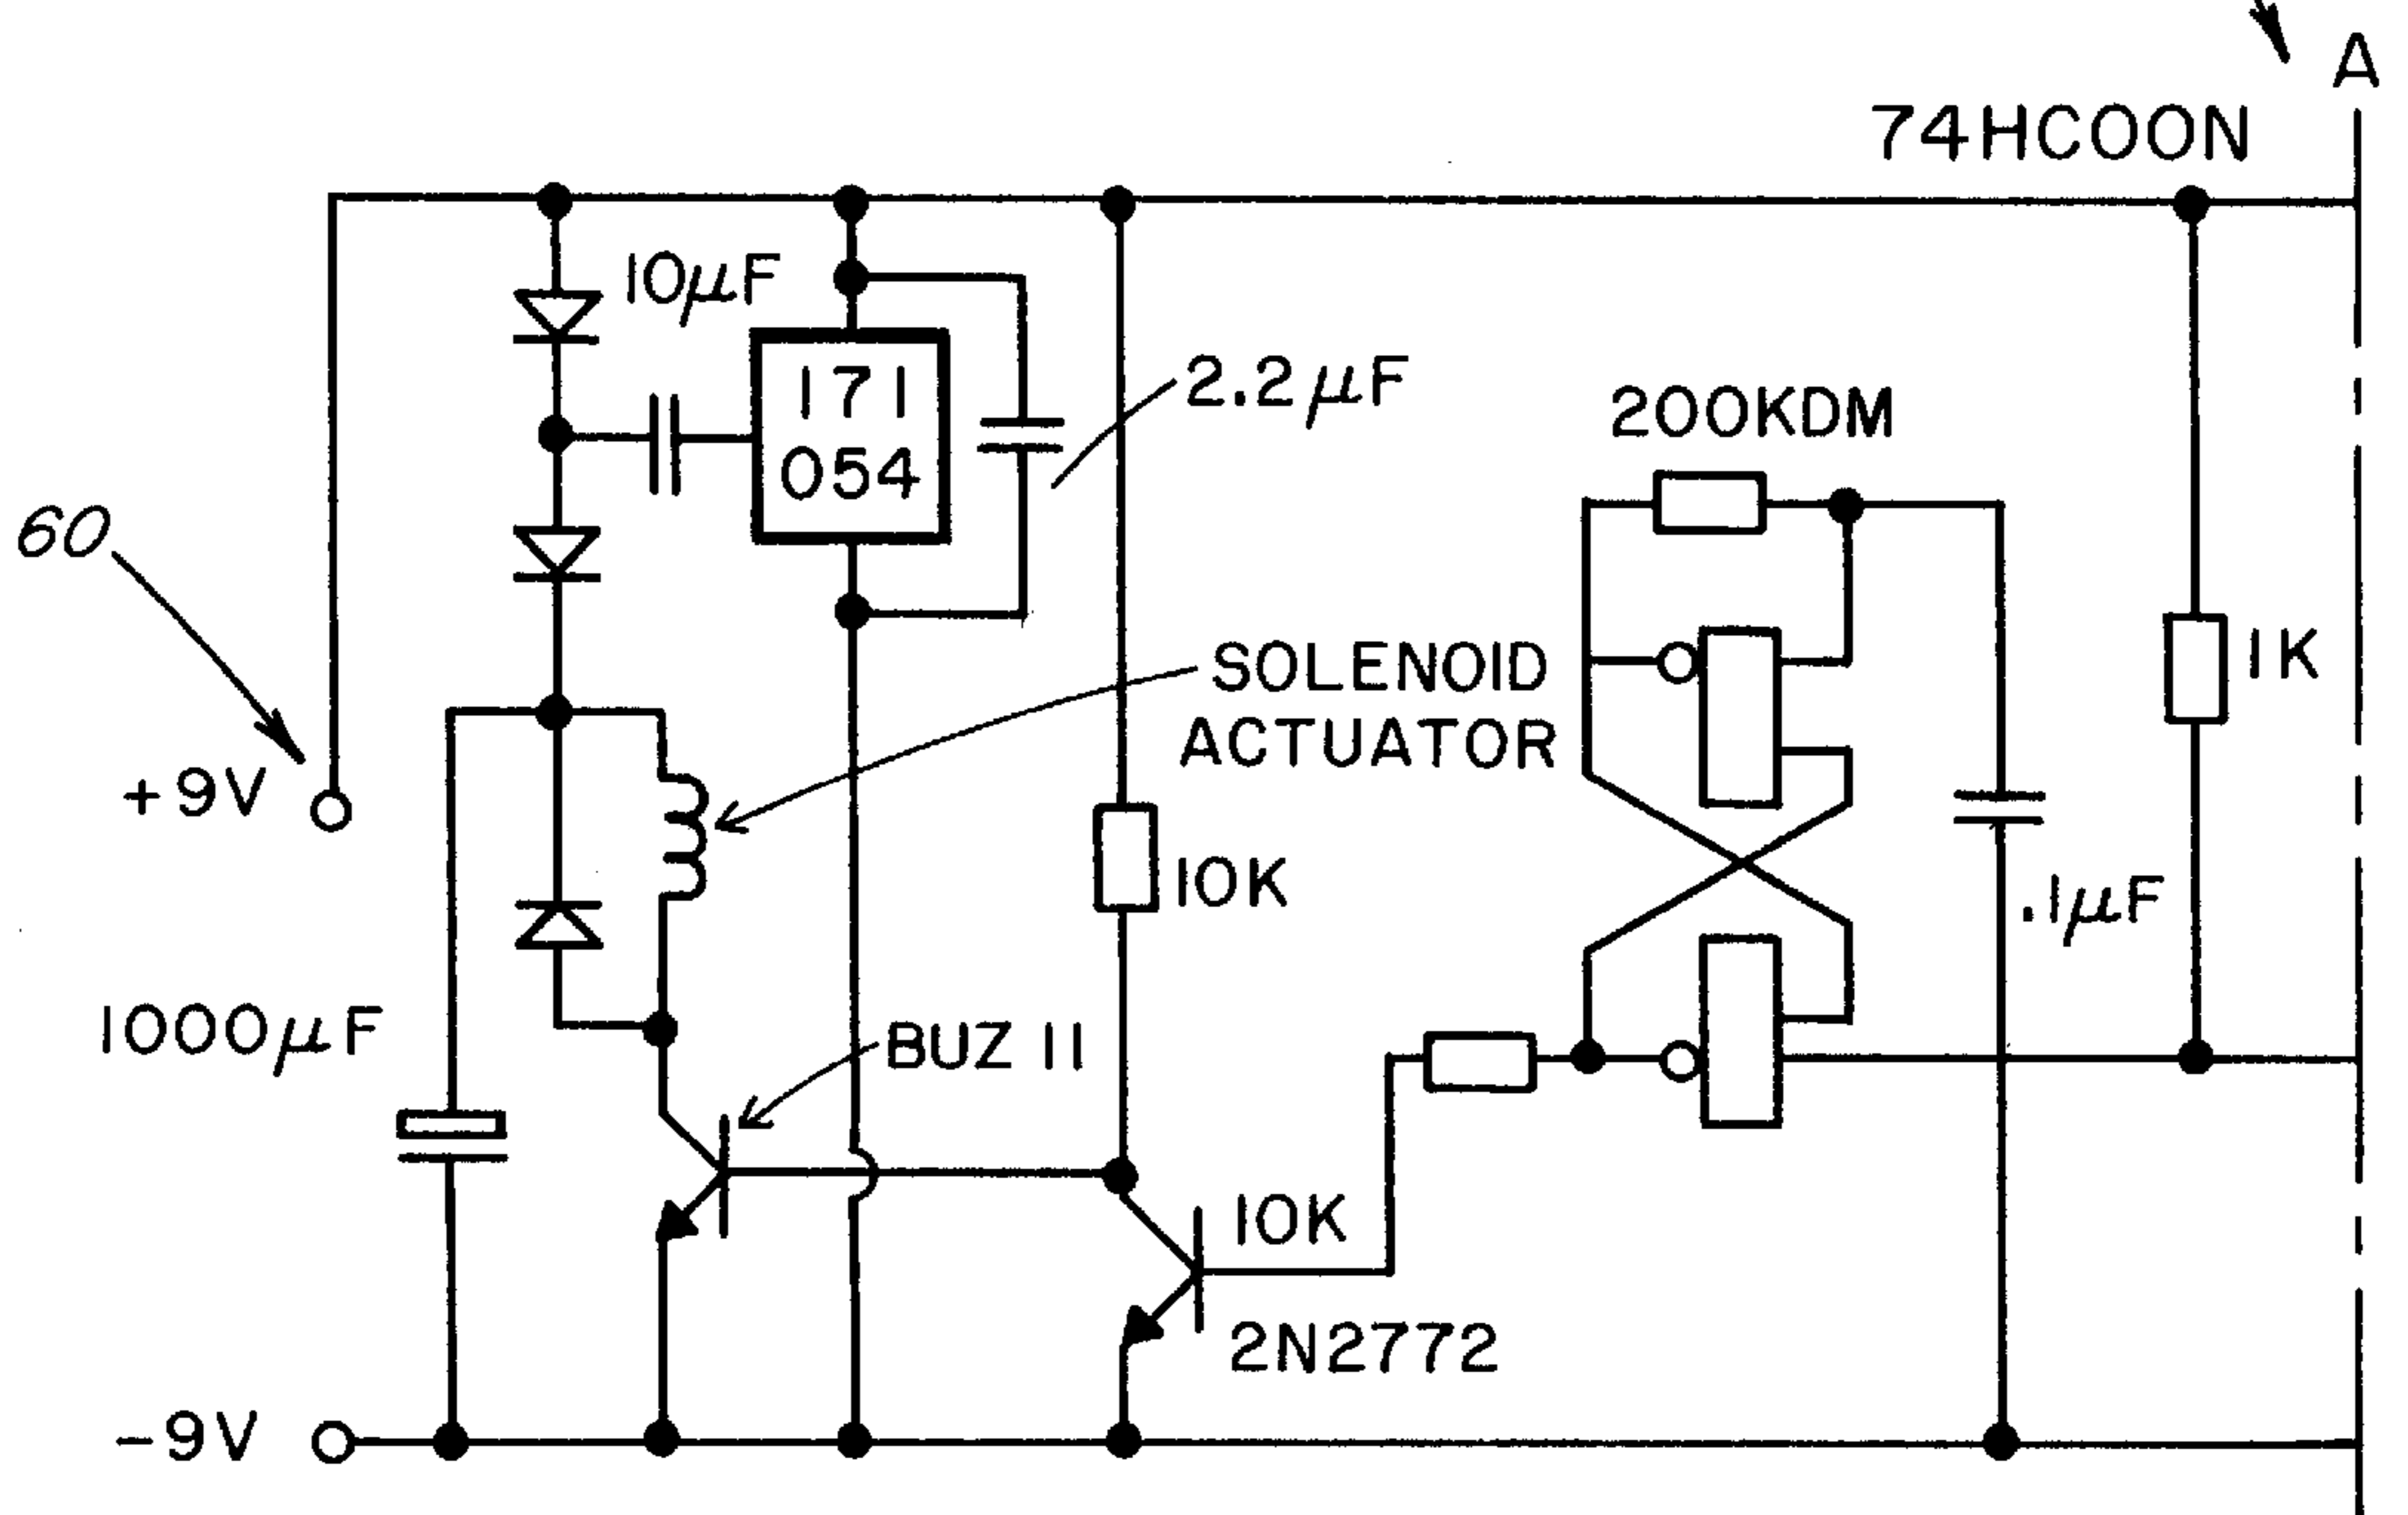 A
74HC00N
10µF
171
054
2.2µF
200KDM
60
SOLENOID
ACTUATOR
1K
+9V
10K
.1µF
1000µF
BUZ 11
10K
2N2772
-9V